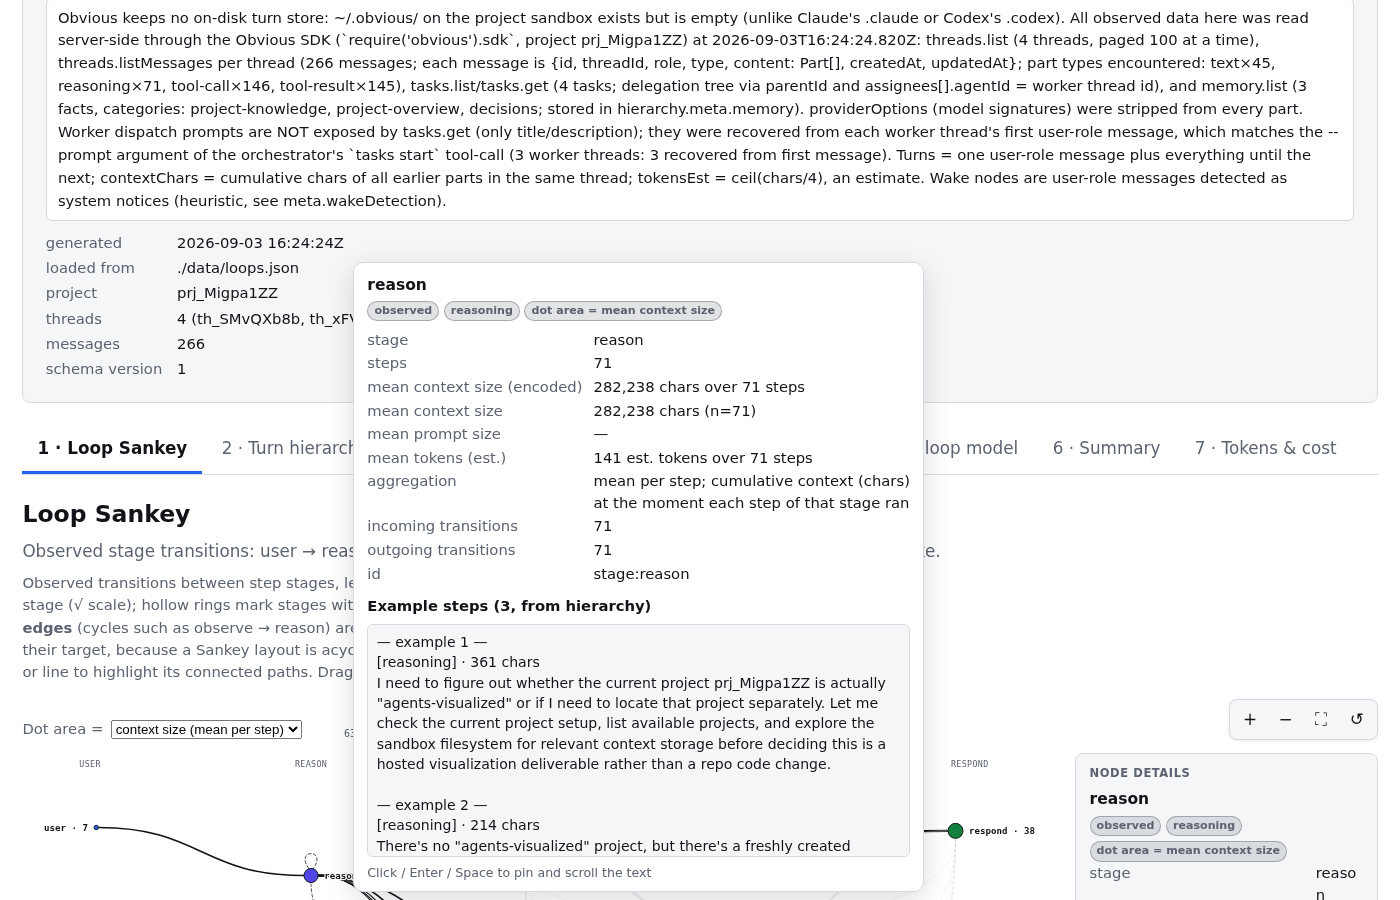 Obvious keeps no on-disk turn store: ~/.obvious/ on the project sandbox exists but is empty (unlike Claude's .claude or Codex's .codex). All observed data here was read
server-side through the Obvious SDK (`require('obvious').sdk`, project prj_Migpa1ZZ) at 2026-09-03T16:24:24.820Z: threads.list (4 threads, paged 100 at a time),
threads.listMessages per thread (266 messages; each message is {id, threadId, role, type, content: Part[], createdAt, updatedAt}; part types encountered: text×45,
reasoning×71, tool-call×146, tool-result×145), tasks.list/tasks.get (4 tasks; delegation tree via parentId and assignees[].agentId = worker thread id), and memory.list (3
facts, categories: project-knowledge, project-overview, decisions; stored in hierarchy.meta.memory). providerOptions (model signatures) were stripped from every part.
Worker dispatch prompts are NOT exposed by tasks.get (only title/description); they were recovered from each worker thread's first user-role message, which matches the --
prompt argument of the orchestrator's `tasks start` tool-call (3 worker threads: 3 recovered from first message). Turns = one user-role message plus everything until the
next; contextChars = cumulative chars of all earlier parts in the same thread; tokensEst = ceil(chars/4), an estimate. Wake nodes are user-role messages detected as
system notices (heuristic, see meta.wakeDetection).
generated 2026-09-03 16:24:24Z
loaded from ./data/loops.json
project prj_Migpa1ZZ
threads 4 (th_SMvQXb8b,
messages 266
schema version 1
reason
observed reasoning dot area = mean context size
stage reason
steps 71
mean context size (encoded) 282,238 chars over 71 steps
mean context size 282,238 chars (n=71)
mean prompt size —
mean tokens (est.) 141 est. tokens over 71 steps
aggregation mean per step; cumulative context (chars)
at the moment each step of that stage ran
incoming transitions 71
outgoing transitions 71
id stage:reason
Example steps (3, from hierarchy)
— example 1 —
[reasoning] · 361 chars
I need to figure out whether the current project prj_Migpa1ZZ is actually
"agents-visualized" or if I need to locate that project separately. Let me
check the current project setup, list available projects, and explore the
sandbox filesystem for relevant context storage before deciding this is a
hosted visualization deliverable rather than a repo code change.
— example 2 —
[reasoning] · 214 chars
There's no "agents-visualized" project, but there's a freshly created
Click / Enter / Space to pin and scroll the text
1 · Loop Sankey 2 · Turn hierarch loop model 6 · Summary 7 · Tokens & cost
Loop Sankey
Observed stage transitions: user → reas
Observed transitions between step stages, le
stage (√ scale); hollow rings mark stages wit
edges (cycles such as observe → reason) are
their target, because a Sankey layout is acyc
or line to highlight its connected paths. Drag
Dot area = context size (mean per step) 63
+ − ⛶ ↺
USER REASON RESPOND
user · 7
reason
respond · 38
NODE DETAILS
reason
observed reasoning
dot area = mean context size
stage reaso
n